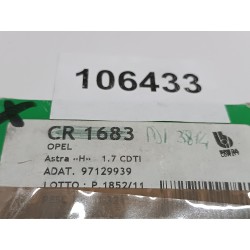 106433
CR 1683
OPEL
Astra «H» 1.7 CDTI
ADAT. 97129939
LOTTO: P 1852/11